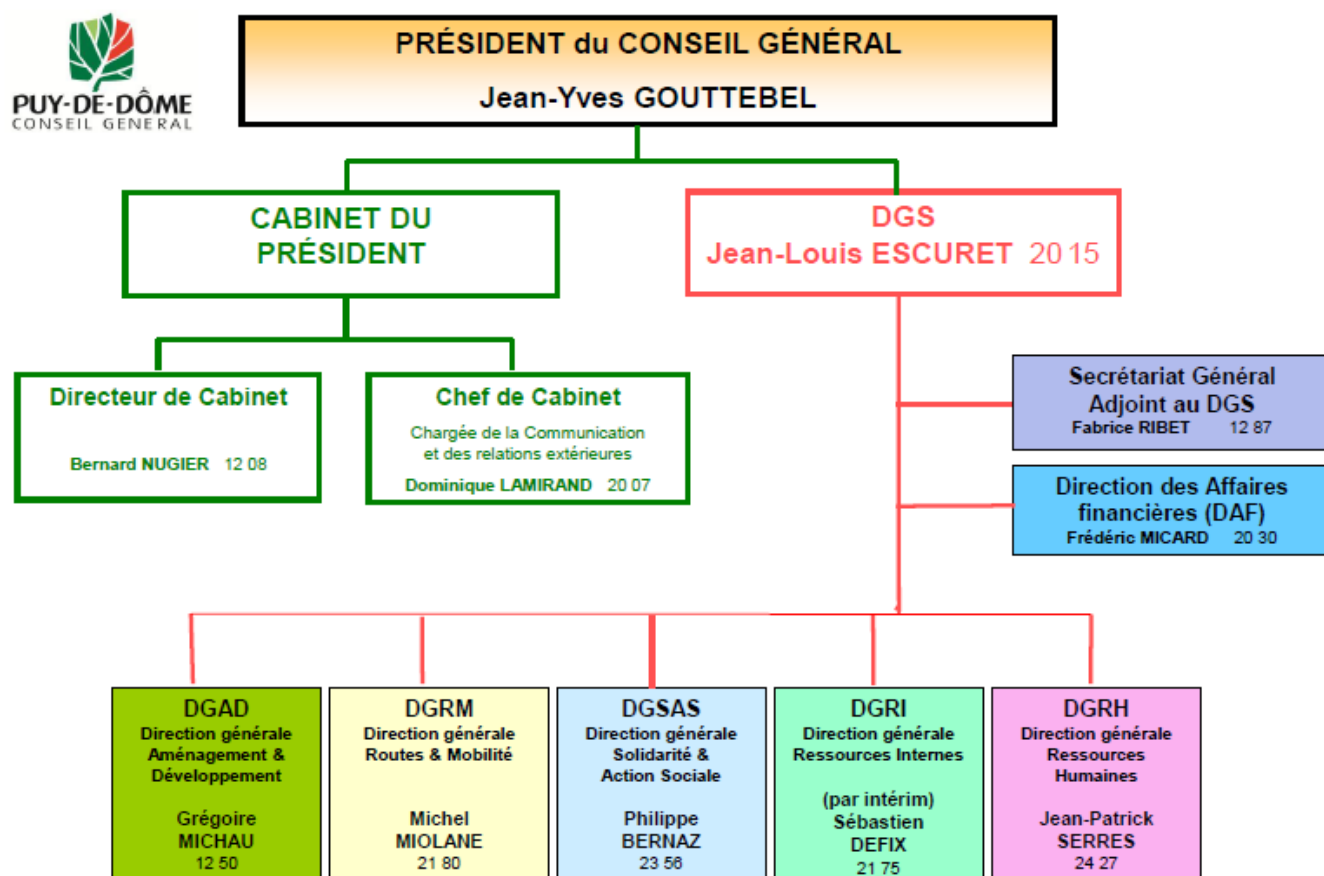 PUY-DE-DÔME
CONSEIL GENERAL
PRÉSIDENT du CONSEIL GÉNÉRAL
Jean-Yves GOUTTEBEL
CABINET DU
PRÉSIDENT
DGS
Jean-Louis ESCURET 20 15
Directeur de Cabinet
Bernard NUGIER 12 08
Chef de Cabinet
Chargée de la Communication
et des relations extérieures
Dominique LAMIRAND 20 07
Secrétariat Général
Adjoint au DGS
Fabrice RIBET 12 87
Direction des Affaires
financières (DAF)
Frédéric MICARD 20 30
DGAD
Direction générale
Aménagement &
Développement
Grégoire
MICHAU
12 50
DGRM
Direction générale
Routes & Mobilité
Michel
MIOLANE
21 80
DGSAS
Direction générale
Solidarité &
Action Sociale
Philippe
BERNAZ
23 56
DGRI
Direction générale
Ressources Internes
(par intérim)
Sébastien
DEFIX
21 75
DGRH
Direction générale
Ressources
Humaines
Jean-Patrick
SERRES
24 27